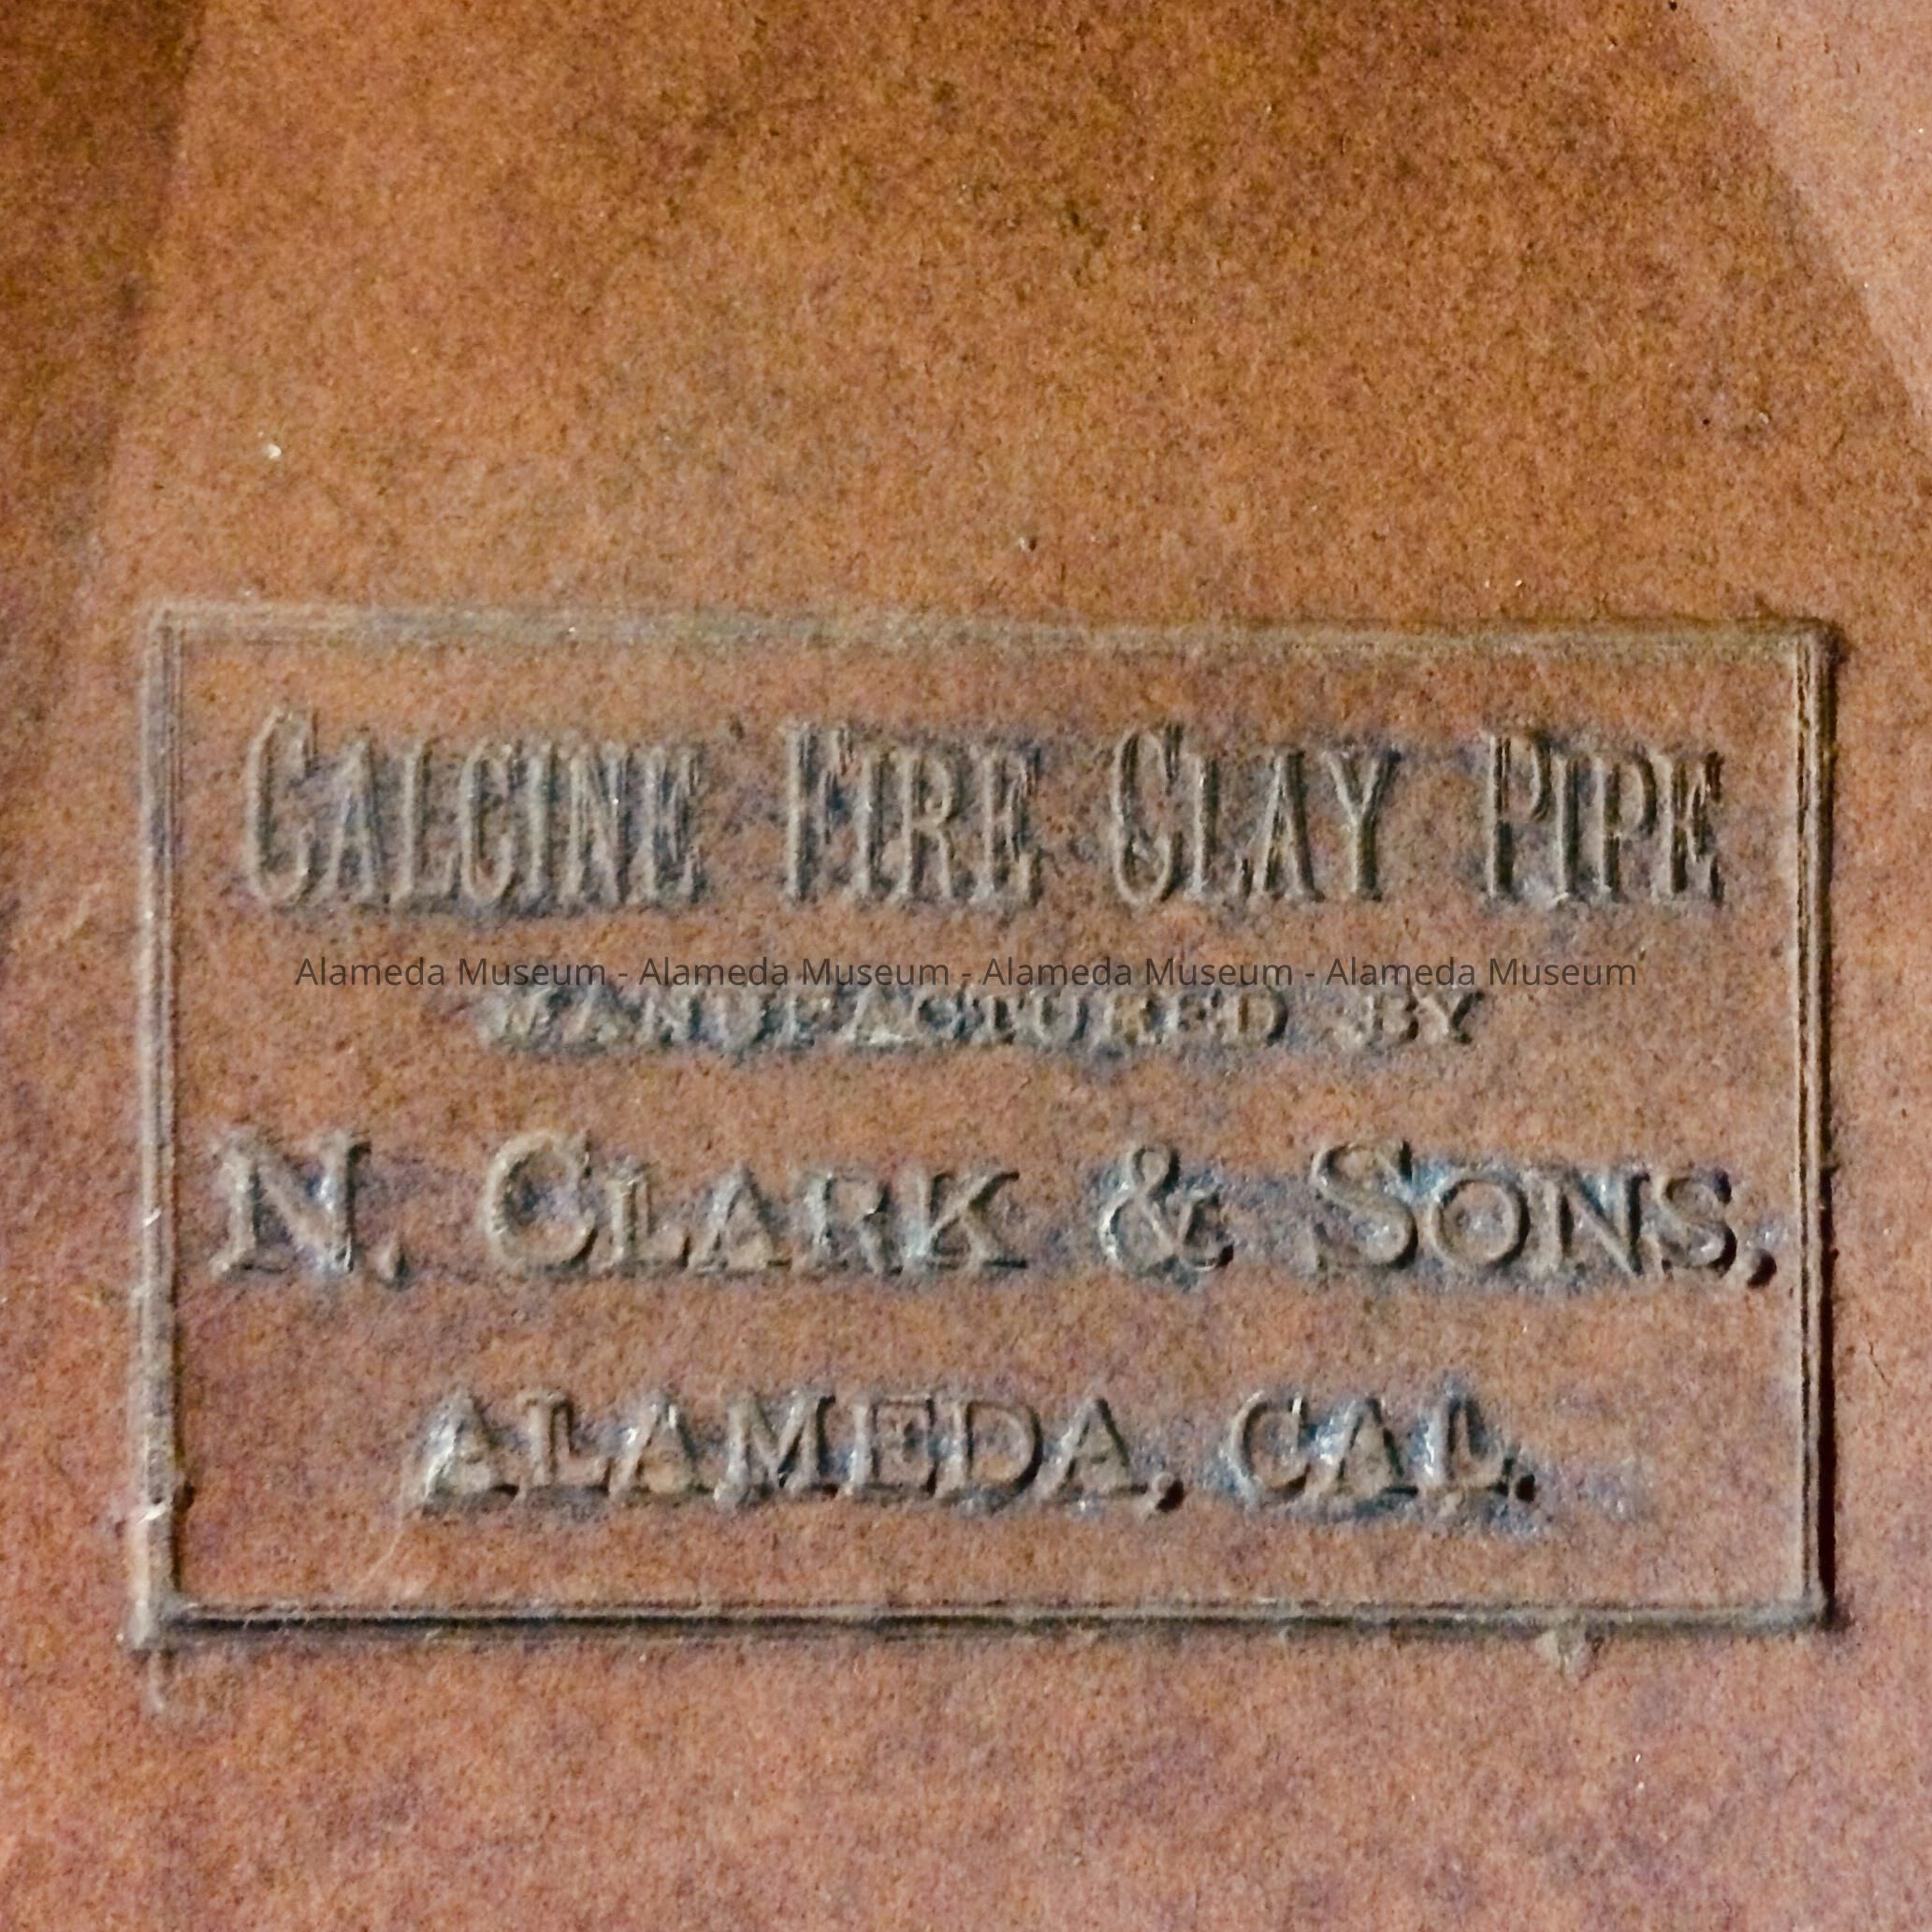 CALCINE FIRE CLAY PIPE
Alameda Museum - Alameda Museum - Alameda Museum - Alameda Museum
MANUFACTURED BY
N. CLARK & SONS,
ALAMEDA, CAL.